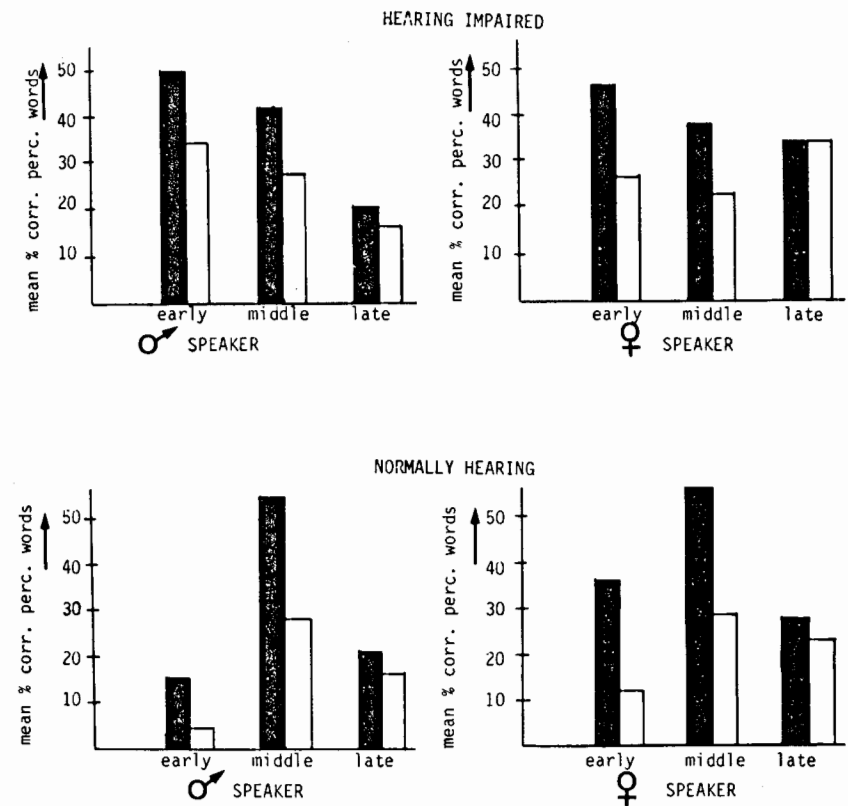 HEARING IMPAIRED
mean % corr. perc. words
50
40
30
20
10
early middle late
SPEAKER
mean % corr. perc. words
50
40
30
20
10
early middle late
SPEAKER
NORMALLY HEARING
mean % corr. perc. words
50
40
30
20
10
early middle late
SPEAKER
mean % corr. perc. words
50
40
30
20
10
early middle late
SPEAKER